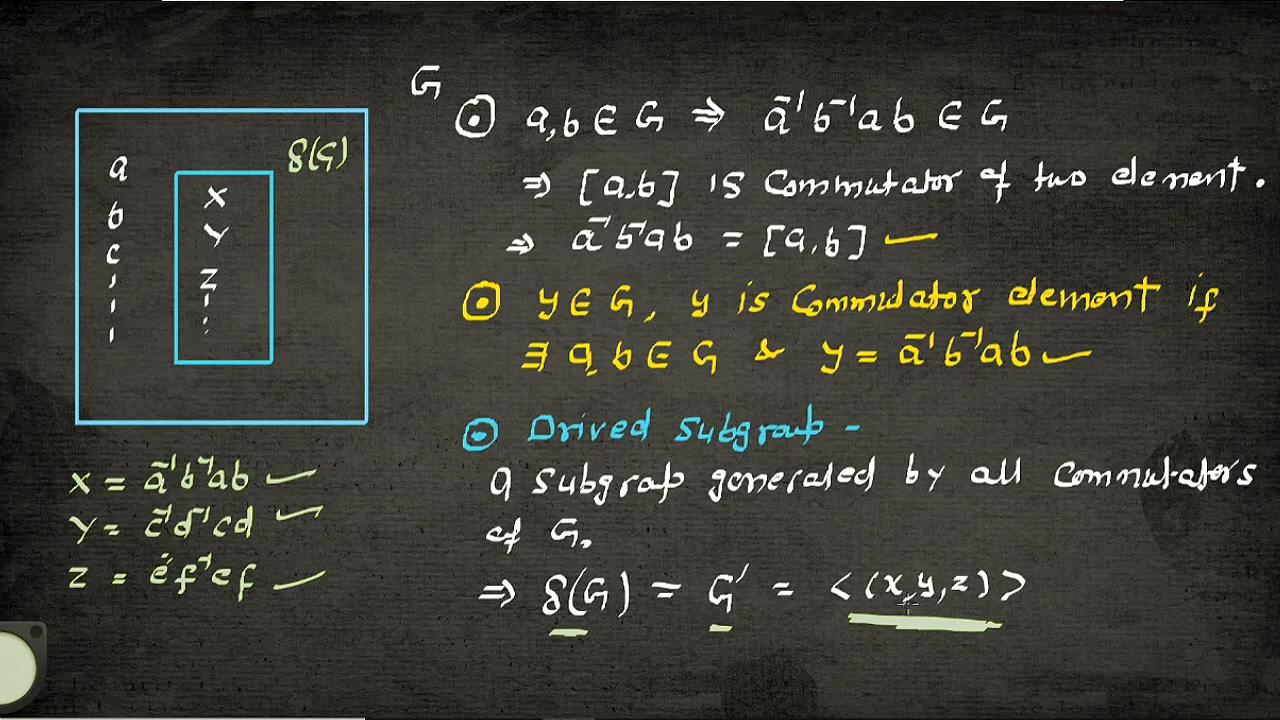 G
⊙ a,b ∈ G ⇒ a⁻¹b⁻¹ab ∈ G
⇒ [a,b] is Commutator of two element.
⇒ a⁻¹b⁻¹ab = [a,b]
⊙ y ∈ G, y is Commutator element if
∃ a,b ∈ G & y = a⁻¹b⁻¹ab
⊙ Drived Subgroup -
a subgrap generated by all commutators
of G.
⇒ δ(G) = G′ = <(x,y,z)>
δ(G)
a
b
c
x
y
z
x = a⁻¹b⁻¹ab
y = c⁻¹d⁻¹cd
z = e⁻¹f⁻¹ef